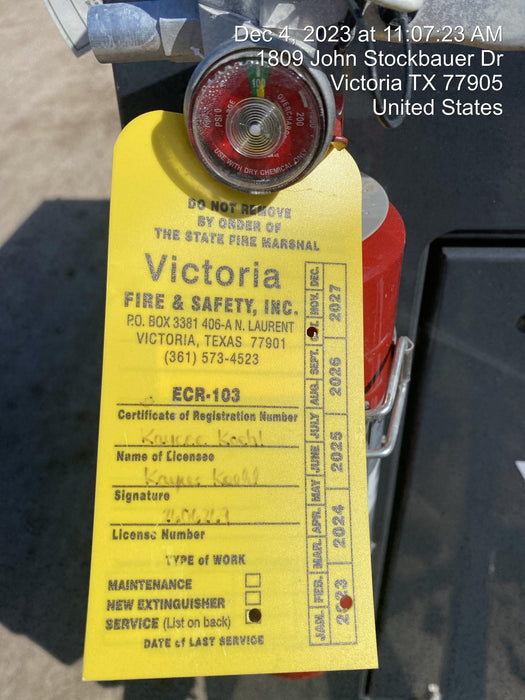 Dec 4, 2023 at 11:07:23 AM
1809 John Stockbauer Dr
Victoria TX 77905
United States
PSI 0
100
200
OVERCHARGE
USE WITH DRY CHEMICAL ONLY
DO NOT REMOVE
BY ORDER OF
THE STATE FIRE MARSHAL
Victoria
FIRE & SAFETY, INC.
P.O. BOX 3381 406-A N. LAURENT
VICTORIA, TEXAS 77901
(361) 573-4523
ECR-103
Certificate of Registration Number
Name of Licensee
Signature
License Number
TYPE of WORK
MAINTENANCE
NEW EXTINGUISHER
SERVICE (List on back)
DATE of LAST SERVICE
JAN. FEB. MAR. APR. MAY JUNE JULY AUG. SEPT. NOV. DEC.
2023 2024 2025 2026 2027